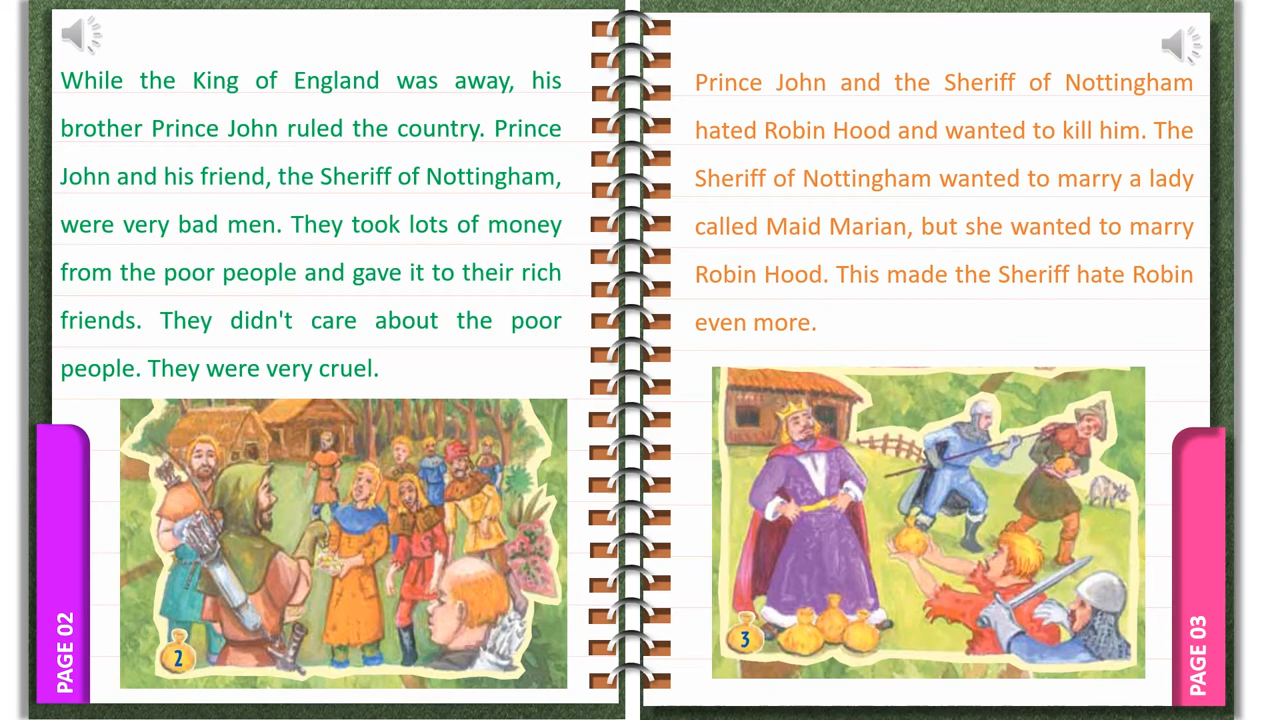 While the King of England was away, his
brother Prince John ruled the country. Prince
John and his friend, the Sheriff of Nottingham,
were very bad men. They took lots of money
from the poor people and gave it to their rich
friends. They didn't care about the poor
people. They were very cruel.
2
PAGE 02
Prince John and the Sheriff of Nottingham
hated Robin Hood and wanted to kill him. The
Sheriff of Nottingham wanted to marry a lady
called Maid Marian, but she wanted to marry
Robin Hood. This made the Sheriff hate Robin
even more.
3
PAGE 03